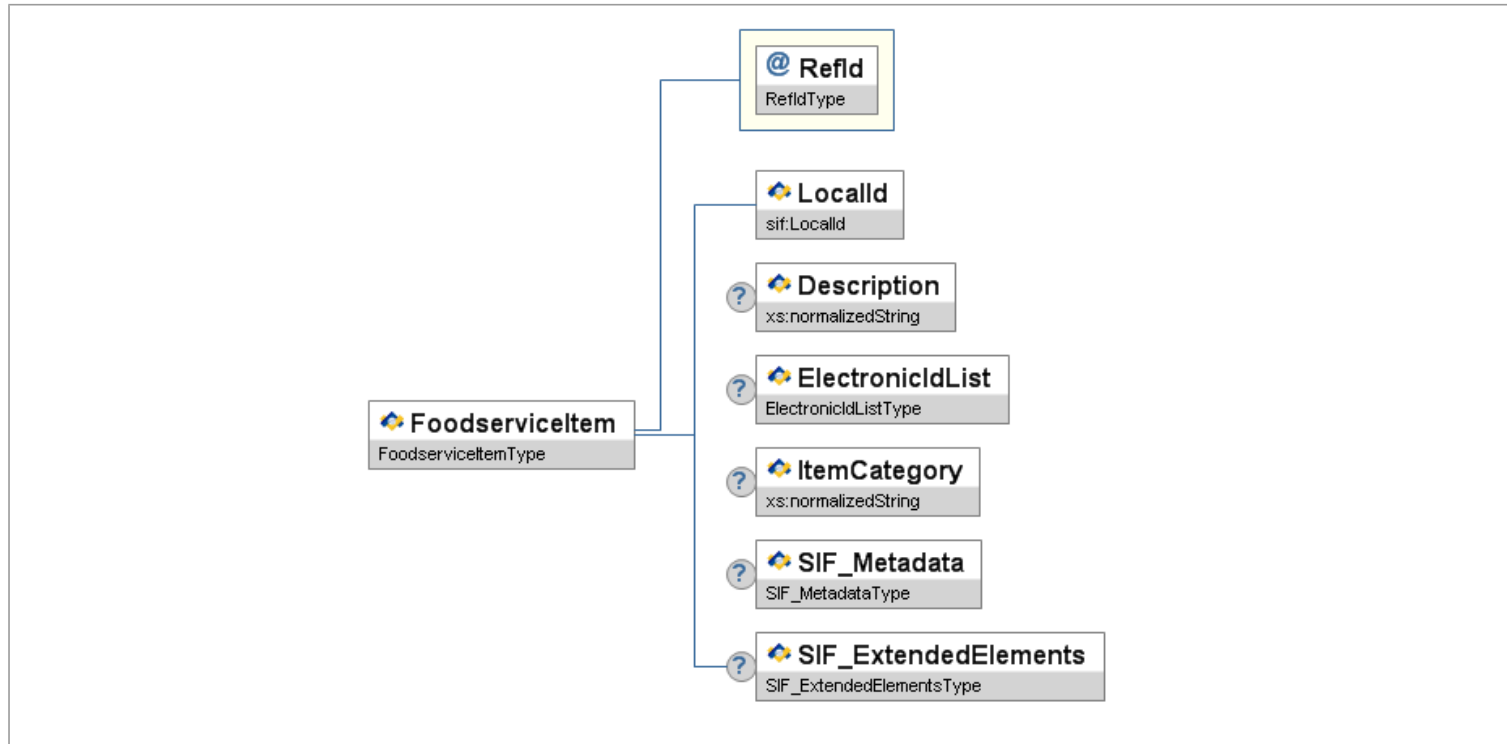 @ RefId
RefIdType
LocalId
sif:LocalId
? Description
xs:normalizedString
? ElectronicIdList
ElectronicIdListType
FoodserviceItem
FoodserviceItemType
? ItemCategory
xs:normalizedString
? SIF_Metadata
SIF_MetadataType
? SIF_ExtendedElements
SIF_ExtendedElementsType